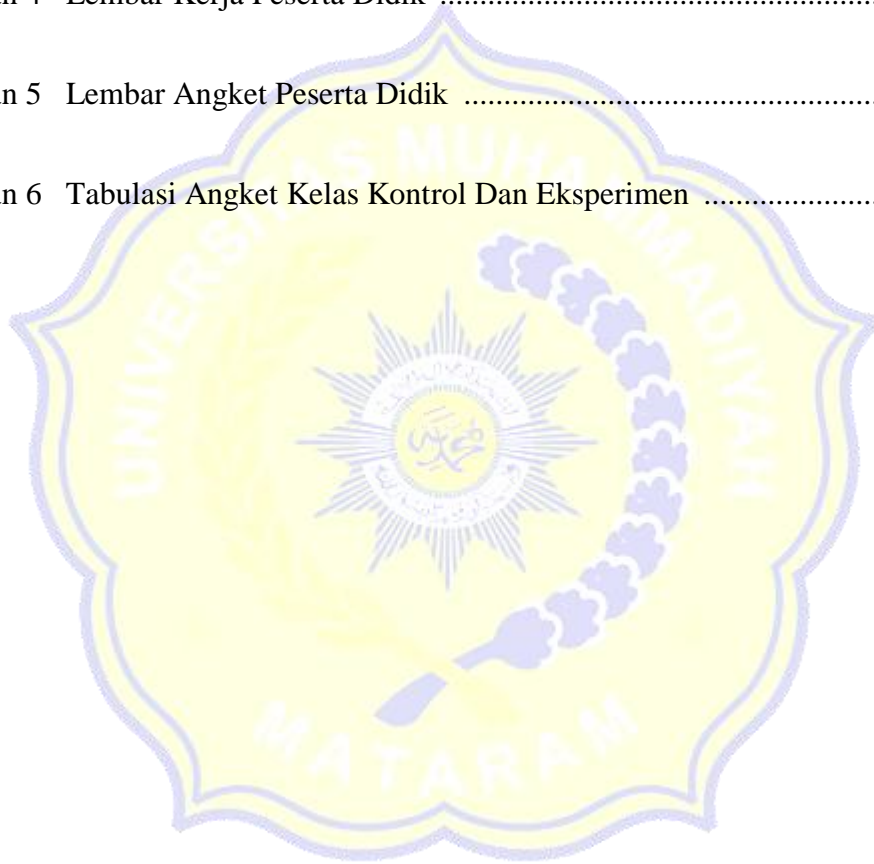 n 4 Lembar Kerja Peserta Didik ........................................................
n 5 Lembar Angket Peserta Didik ....................................................
n 6 Tabulasi Angket Kelas Kontrol Dan Eksperimen .....................
UNIVERSITAS MUHAMMADIYAH
MATARAM